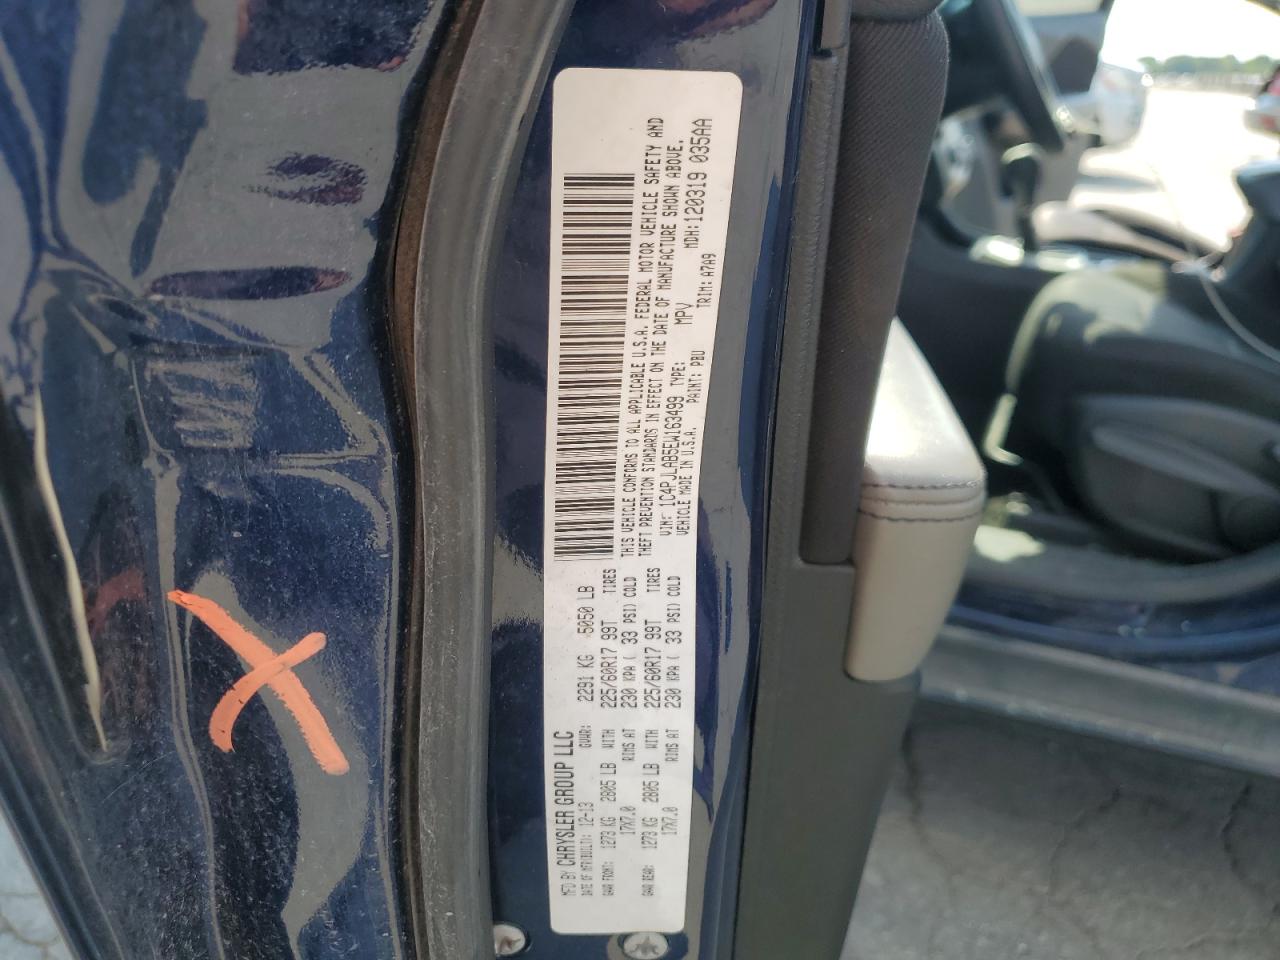 MFD BY CHRYSLER GROUP LLC
DATE OF MFR(BUILT): 12-13 GVWR: 2291 KG 5050 LB
GAWR FRONT: 1273 KG 2805 LB WITH 225/60R17 99T TIRES
17X7.0 RIMS AT 230 KPA ( 33 PSI) COLD
GAWR REAR: 1273 KG 2805 LB WITH 225/60R17 99T TIRES
17X7.0 RIMS AT 230 KPA ( 33 PSI) COLD
THIS VEHICLE CONFORMS TO ALL APPLICABLE U.S.A. FEDERAL MOTOR VEHICLE SAFETY AND
THEFT PREVENTION STANDARDS IN EFFECT ON THE DATE OF MANUFACTURE SHOWN ABOVE.
VIN: 1C4PJLAB5EW163499 TYPE: MPV MDH:120319 035AA
VEHICLE MADE IN U.S.A. PAINT: PBU TRIM: A7A9